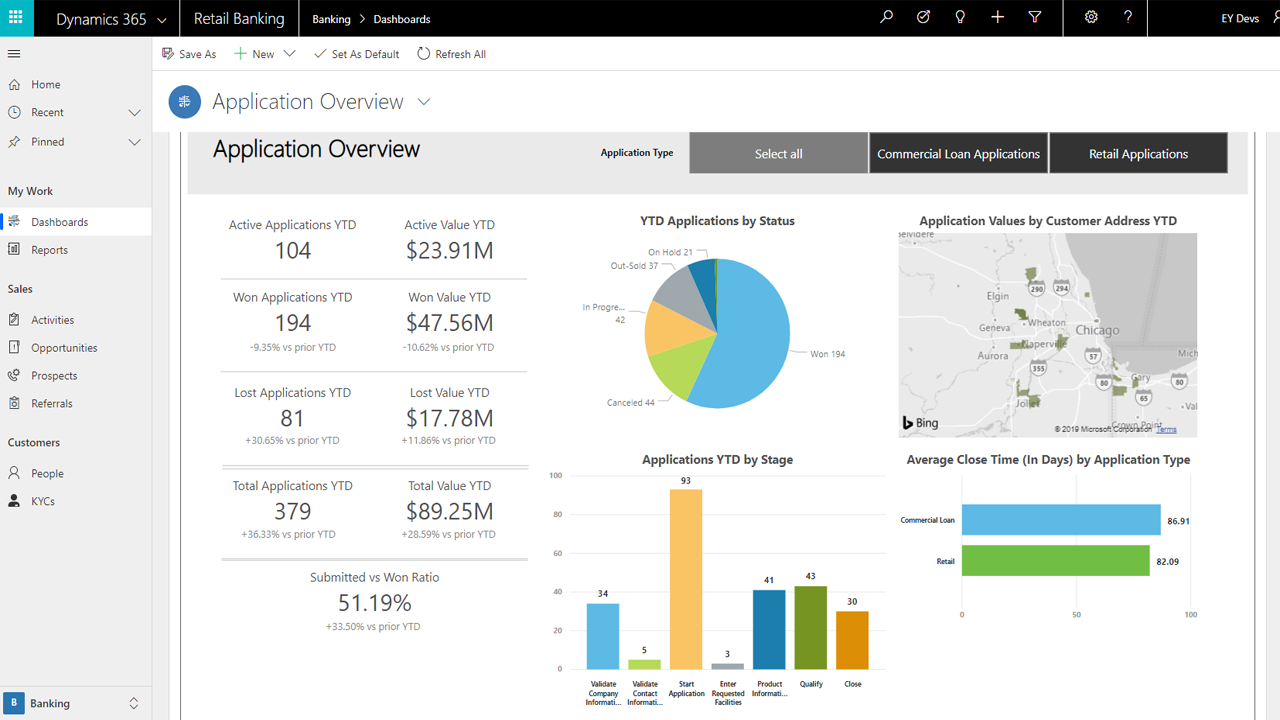 Dynamics 365
Retail Banking
Banking > Dashboards
EY Devs
Save As
New
Set As Default
Refresh All
Home
Recent
Pinned
My Work
Dashboards
Reports
Sales
Activities
Opportunities
Prospects
Referrals
Customers
People
KYCs
B Banking
Application Overview
Application Overview
Application Type
Select all
Commercial Loan Applications
Retail Applications
Active Applications YTD
104
Active Value YTD
$23.91M
Won Applications YTD
194
-9.35% vs prior YTD
Won Value YTD
$47.56M
-10.62% vs prior YTD
Lost Applications YTD
81
+30.65% vs prior YTD
Lost Value YTD
$17.78M
+11.86% vs prior YTD
Total Applications YTD
379
+36.33% vs prior YTD
Total Value YTD
$89.25M
+28.59% vs prior YTD
Submitted vs Won Ratio
51.19%
+33.50% vs prior YTD
YTD Applications by Status
On Hold 21
Out-Sold 37
In Progre...
42
Canceled 44
Won 194
Application Values by Customer Address YTD
290
294
Elgin
Geneva
Wheaton
Chicago
Naperville
Aurora
57
355
Mich
80
Gary
80
65
Joliet
Val
Crown Point
Bing
© 2019 Microsoft Corporation Terms
Applications YTD by Stage
100
80
60
40
20
0
34
5
93
3
41
43
30
Validate
Company
Informati...
Validate
Contact
Informati...
Start
Application
Enter
Requested
Facilities
Product
Informati...
Qualify
Close
Average Close Time (In Days) by Application Type
Commercial Loan
86.91
Retail
82.09
0
50
100